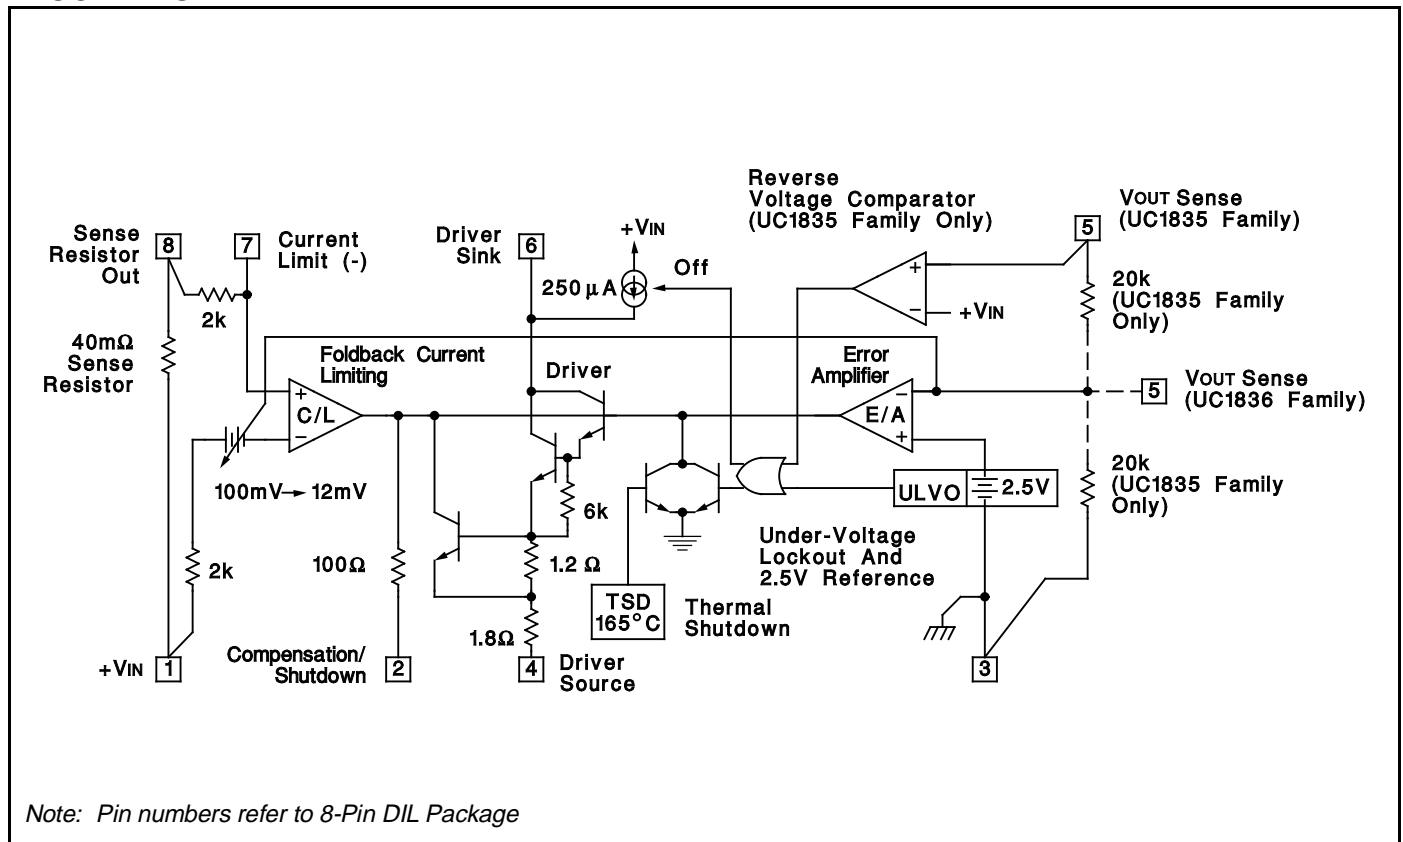 Reverse
Voltage Comparator
(UC1835 Family Only)
VOUT Sense
(UC1835 Family)
Sense
Resistor
Out
8
7
Current
Limit (-)
Driver
Sink
6
+VIN
5
Off
250 µA
+
−
+VIN
20k
(UC1835 Family
Only)
2k
40mΩ
Sense
Resistor
Foldback Current
Limiting
Driver
Error
Amplifier
5
VOUT Sense
(UC1836 Family)
+
C/L
−
−
E/A
+
100mV→ 12mV
6k
ULVO
2.5V
20k
(UC1835 Family
Only)
2k
100Ω
1.2 Ω
Under-Voltage
Lockout And
2.5V Reference
TSD
165°C
Thermal
Shutdown
1.8Ω
+VIN
1
Compensation/
Shutdown
2
4
Driver
Source
3
Note: Pin numbers refer to 8-Pin DIL Package